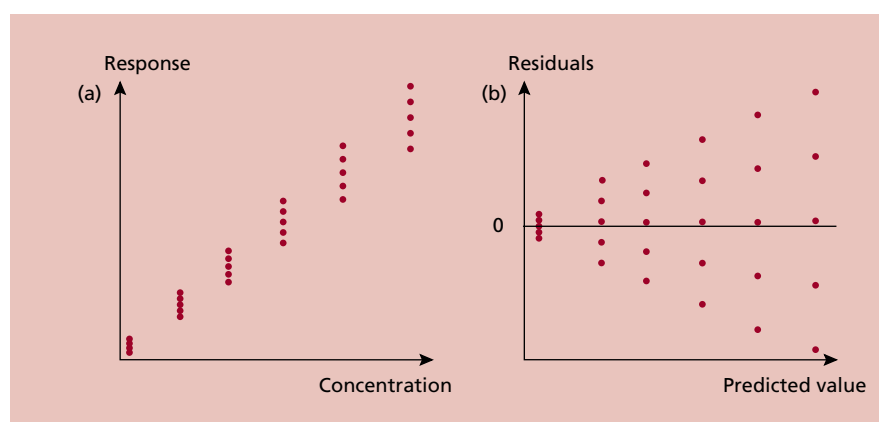 Response
(a)
Concentration
Residuals
(b)
0
Predicted value